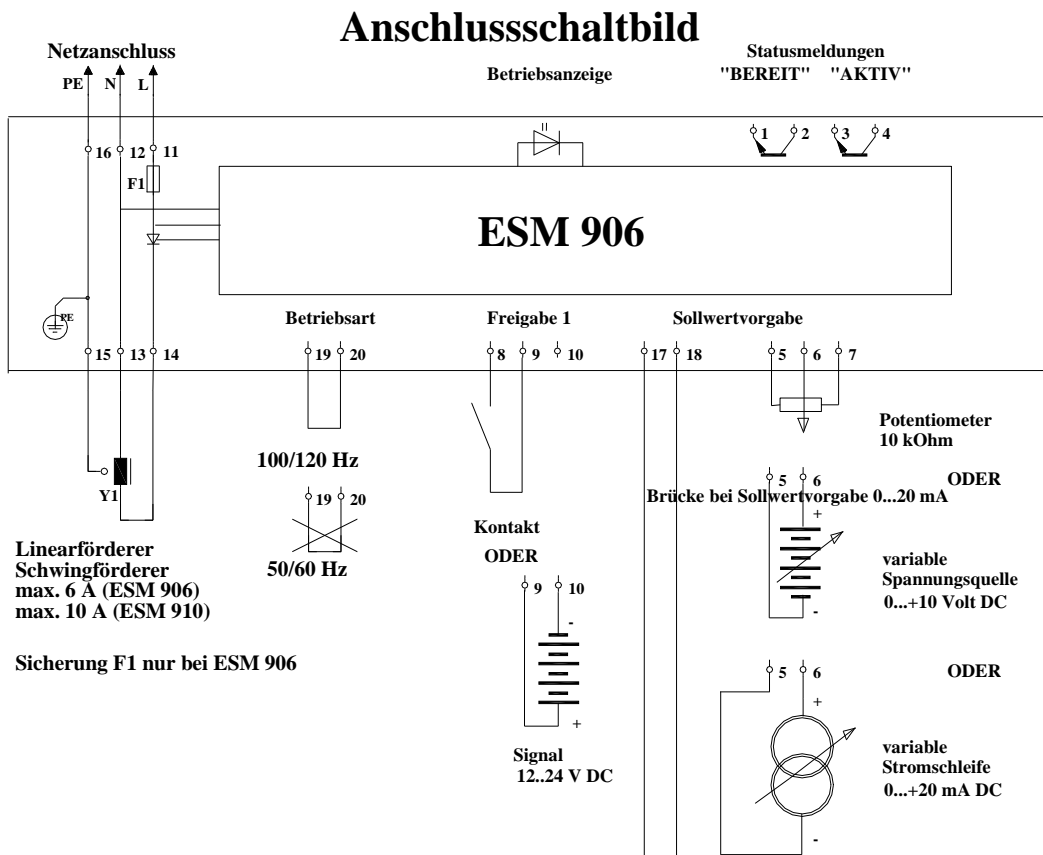 Anschlussschaltbild
Netzanschluss
Betriebsanzeige
Statusmeldungen
"BEREIT" "AKTIV"
PE N L
16 12 11
1 2 3 4
F1
ESM 906
PE
Betriebsart
Freigabe 1
Sollwertvorgabe
15 13 14
19 20
8 9 10
17 18
5 6 7
Potentiometer
10 kOhm
100/120 Hz
Y1
5 6
ODER
Brücke bei Sollwertvorgabe 0...20 mA
19 20
+
Kontakt
ODER
50/60 Hz
Linearförderer
Schwingförderer
max. 6 A (ESM 906)
max. 10 A (ESM 910)
variable
Spannungsquelle
0...+10 Volt DC
-
9 10
-
Sicherung F1 nur bei ESM 906
5 6
ODER
+
+
Signal
12..24 V DC
variable
Stromschleife
0...+20 mA DC
-